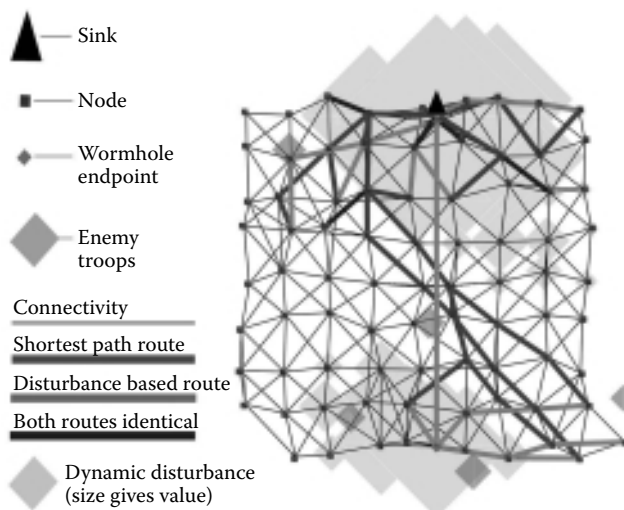 Sink
Node
Wormhole
endpoint
Enemy
troops
Connectivity
Shortest path route
Disturbance based route
Both routes identical
Dynamic disturbance
(size gives value)